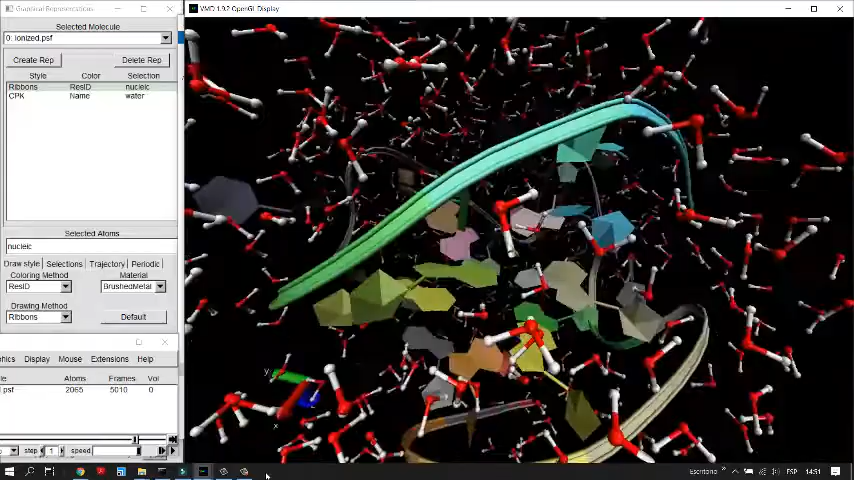 Graphical Representations
VMD 1.9.2 OpenGL Display
Selected Molecule
0: ionized.psf
Create Rep
Delete Rep
Style Color Selection
Ribbons ResID nucleic
CPK Name water
Selected Atoms
nucleic
Draw style Selections Trajectory Periodic
Coloring Method Material
ResID BrushedMetal
Drawing Method
Ribbons Default
phics Display Mouse Extensions Help
le Atoms Frames Vol
d.psf 2065 5010 0
step 1 speed
y
x
Escritorio » ESP 14:51